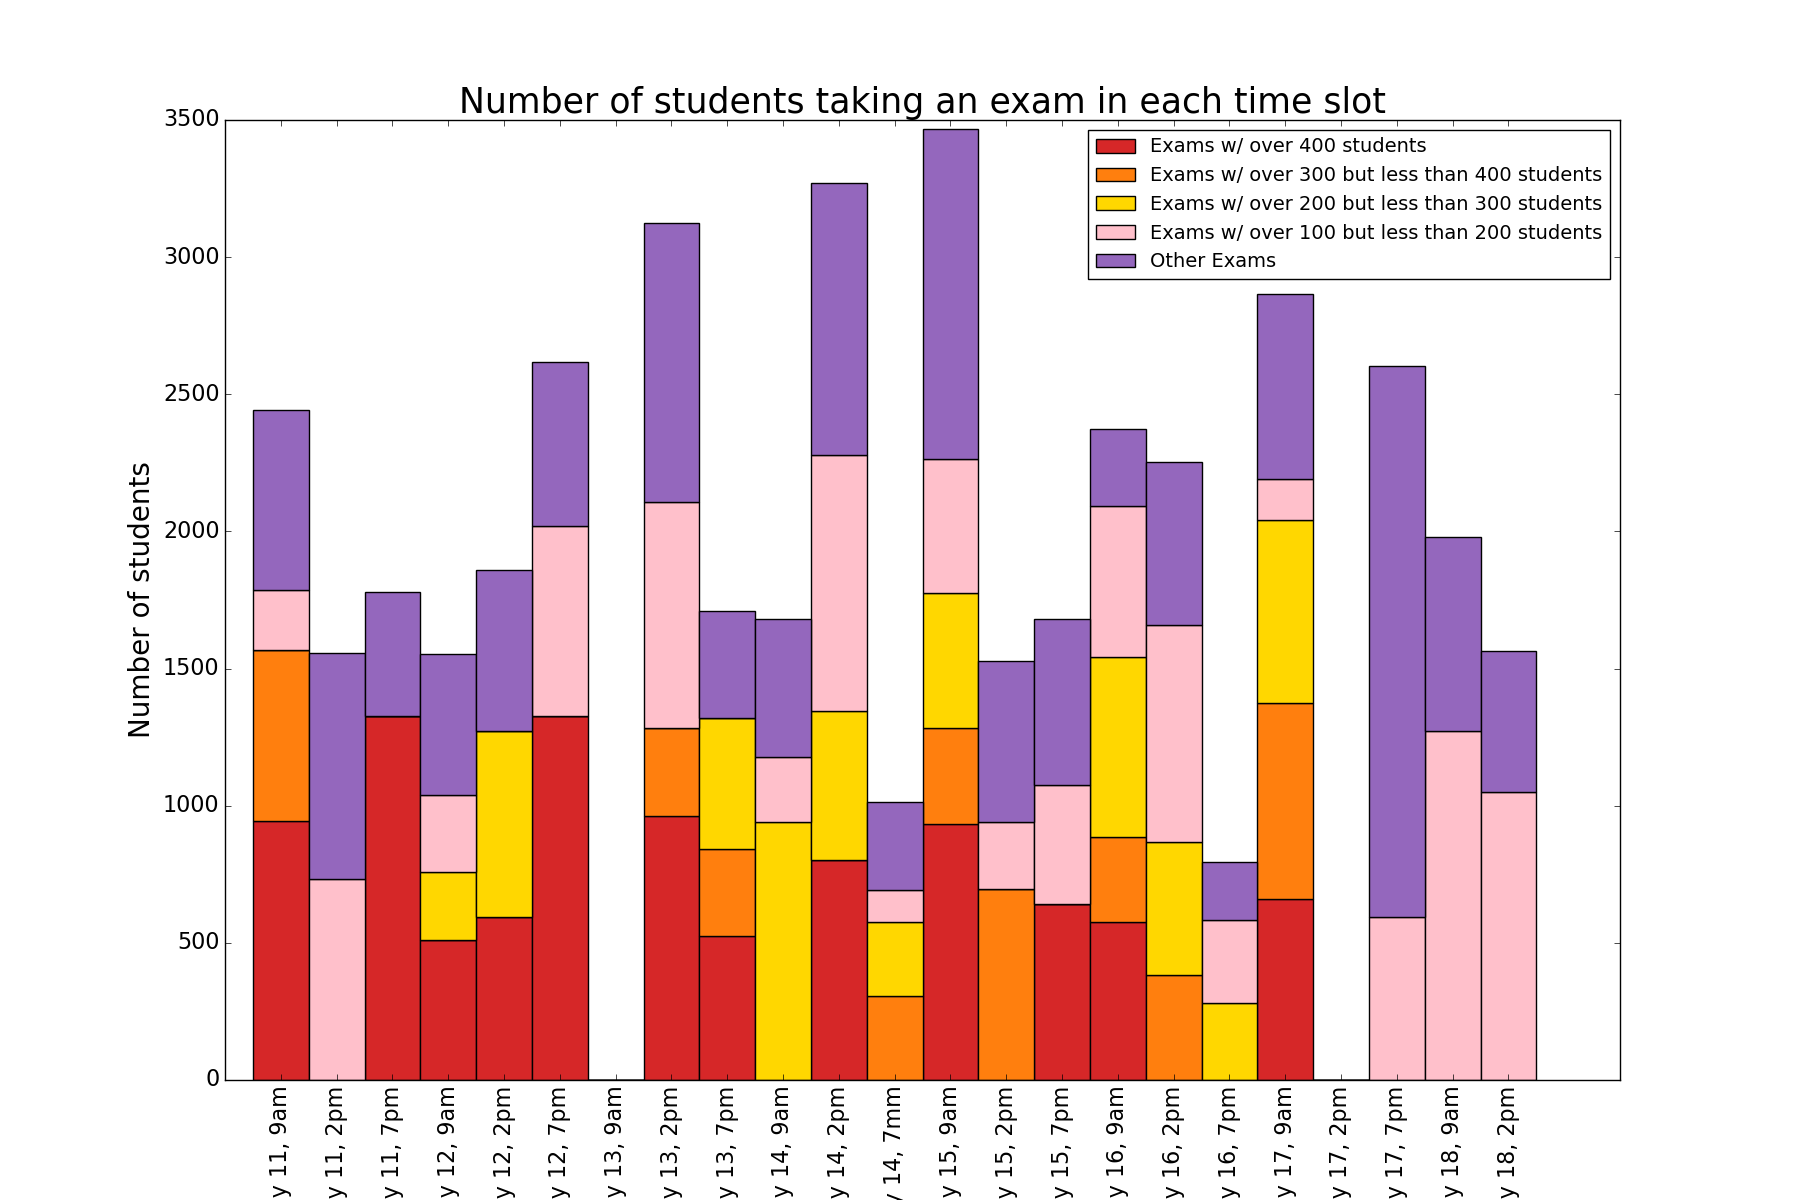 Number of students taking an exam in each time slot
Exams w/ over 400 students
Exams w/ over 300 but less than 400 students
Exams w/ over 200 but less than 300 students
Exams w/ over 100 but less than 200 students
Other Exams
Number of students
3500
3000
2500
2000
1500
1000
500
0
y 11, 9am
y 11, 2pm
y 11, 7pm
y 12, 9am
y 12, 2pm
y 12, 7pm
y 13, 9am
y 13, 2pm
y 13, 7pm
y 14, 9am
y 14, 2pm
y 14, 7mm
y 15, 9am
y 15, 2pm
y 15, 7pm
y 16, 9am
y 16, 2pm
y 16, 7pm
y 17, 9am
y 17, 2pm
y 17, 7pm
y 18, 9am
y 18, 2pm